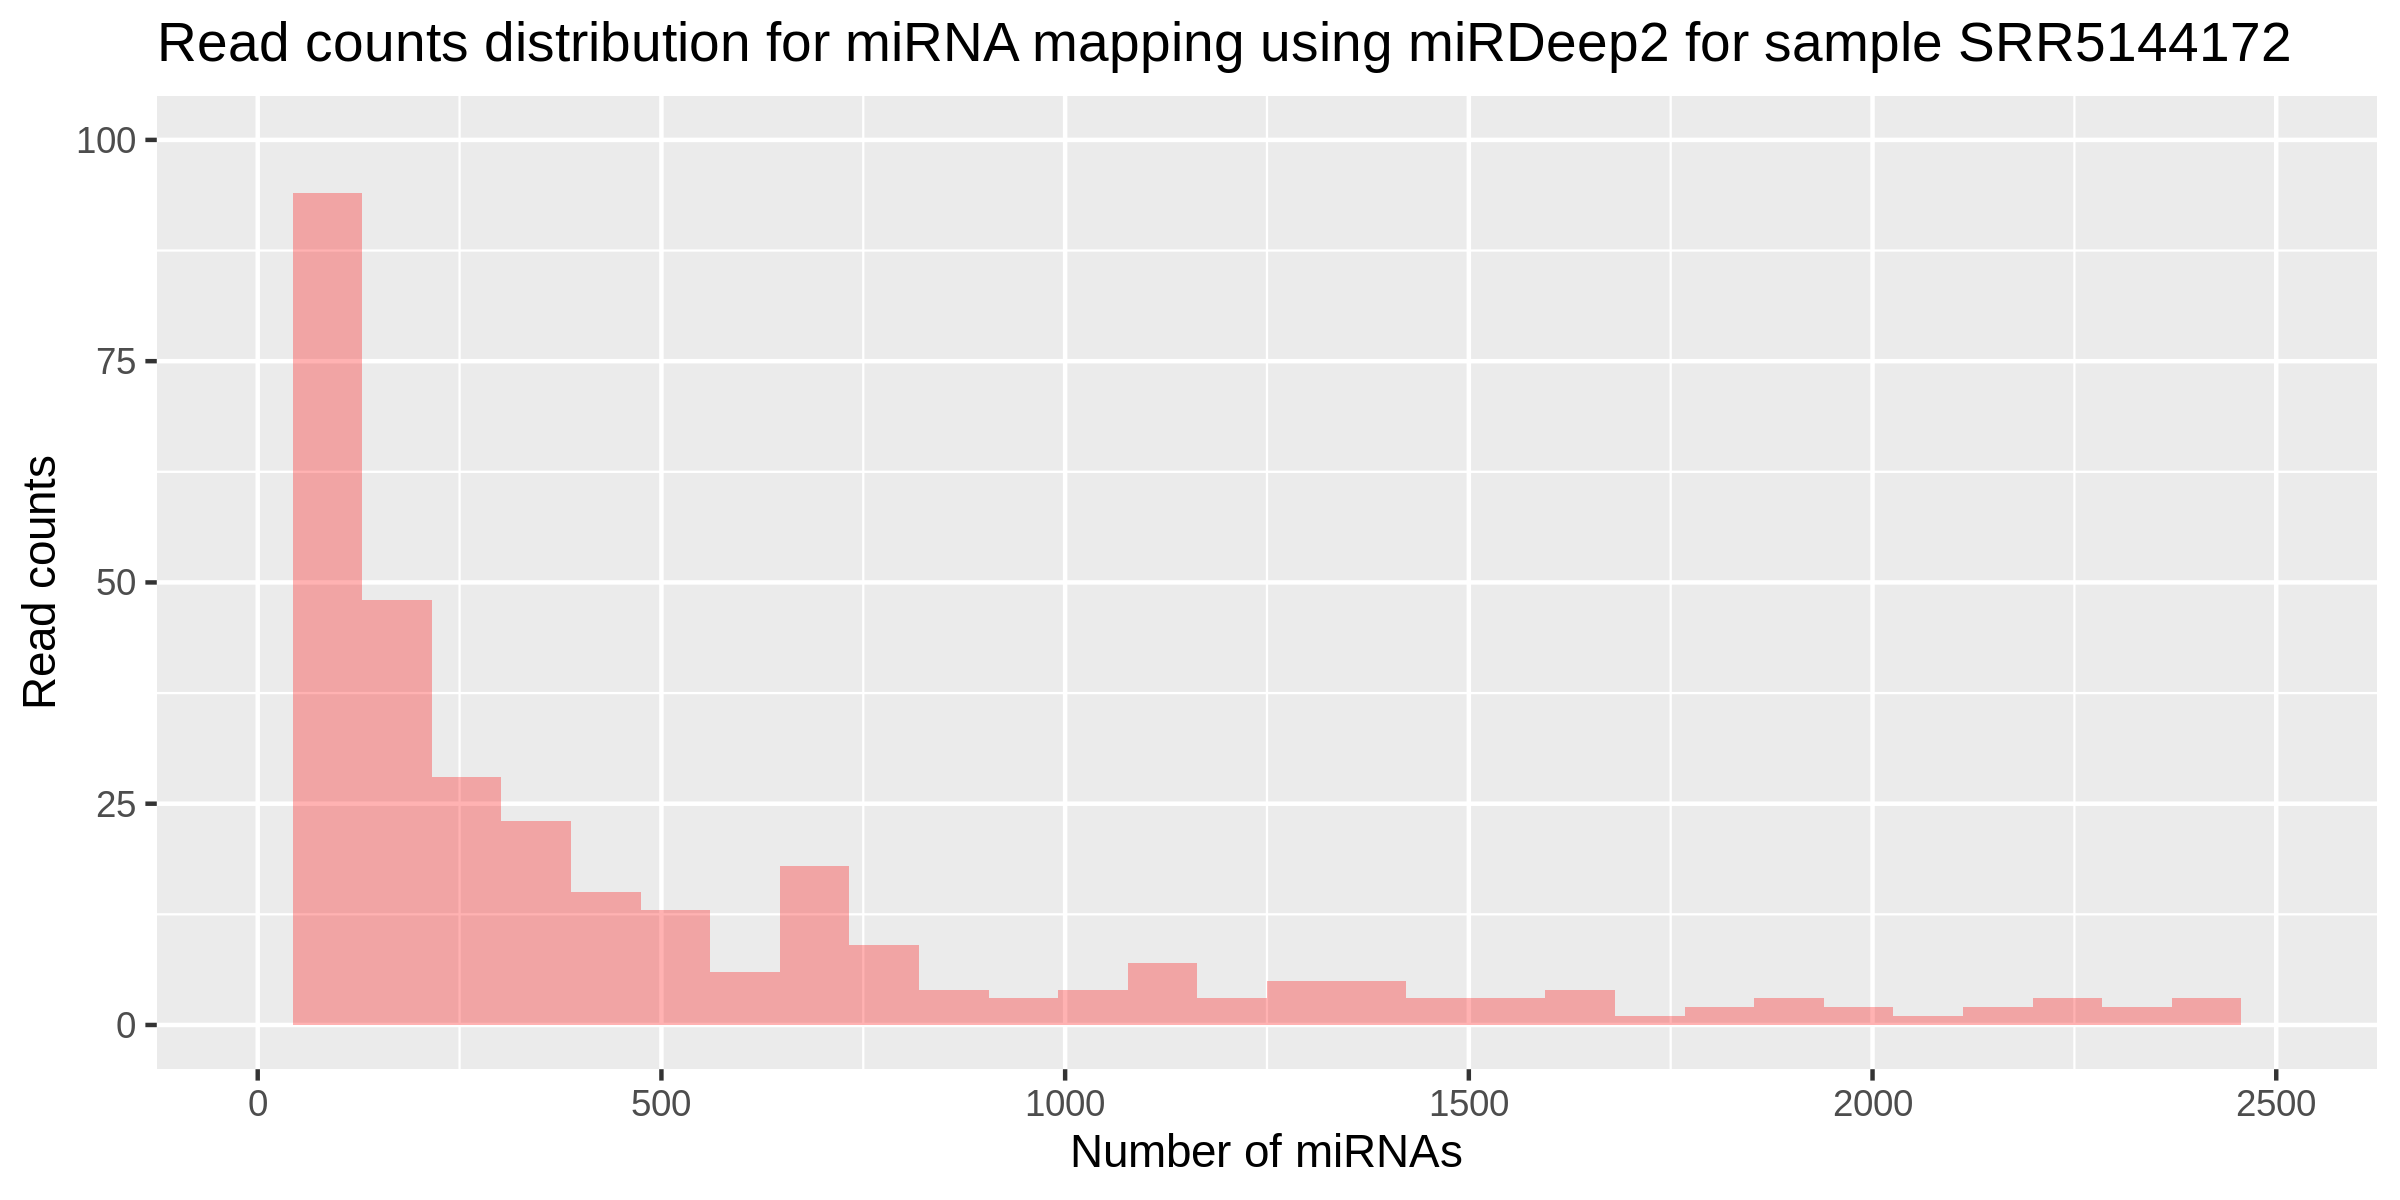 Read counts distribution for miRNA mapping using miRDeep2 for sample SRR5144172
100
75
50
25
0
Read counts
0 500 1000 1500 2000 2500
Number of miRNAs